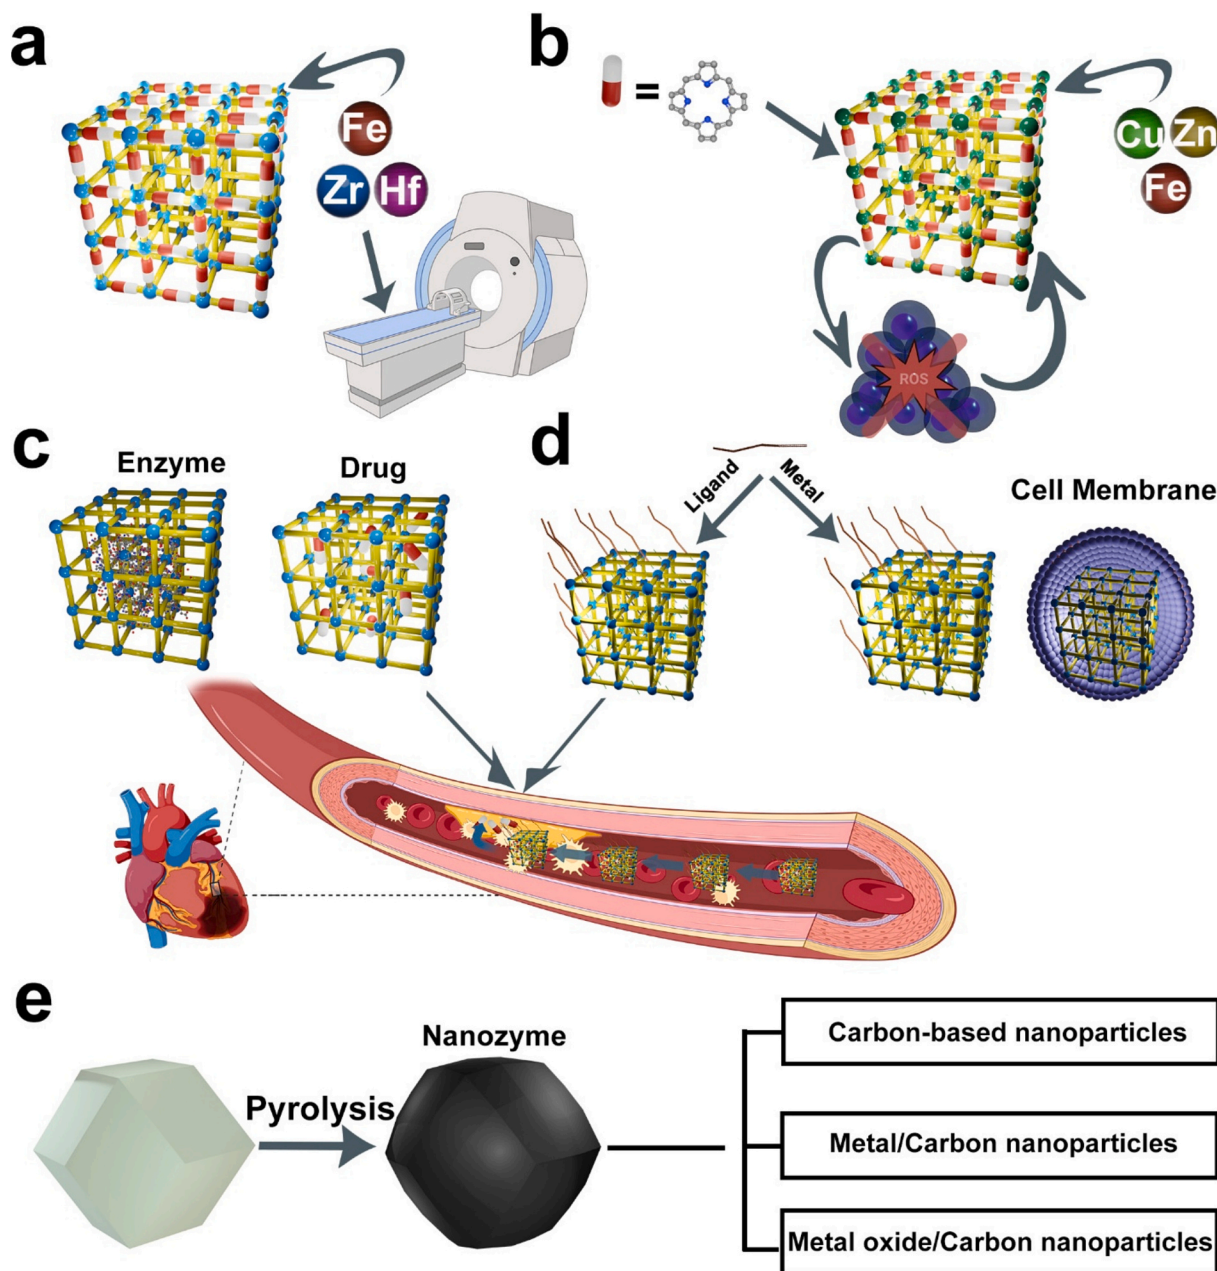 a
Fe
Zr Hf
b
=
Cu Zn
Fe
ROS
c
Enzyme
Drug
d
Ligand
Metal
Cell Membrane
e
Pyrolysis
Nanozyme
Carbon-based nanoparticles
Metal/Carbon nanoparticles
Metal oxide/Carbon nanoparticles